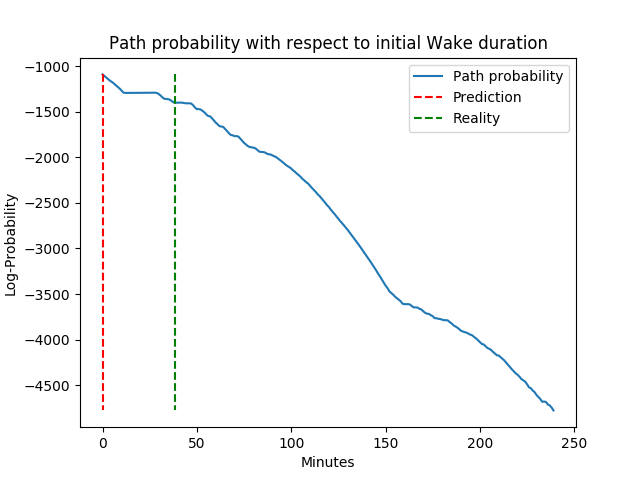 Path probability with respect to initial Wake duration
Path probability
Prediction
Reality
Log-Probability
−1000
−1500
−2000
−2500
−3000
−3500
−4000
−4500
0 50 100 150 200 250
Minutes